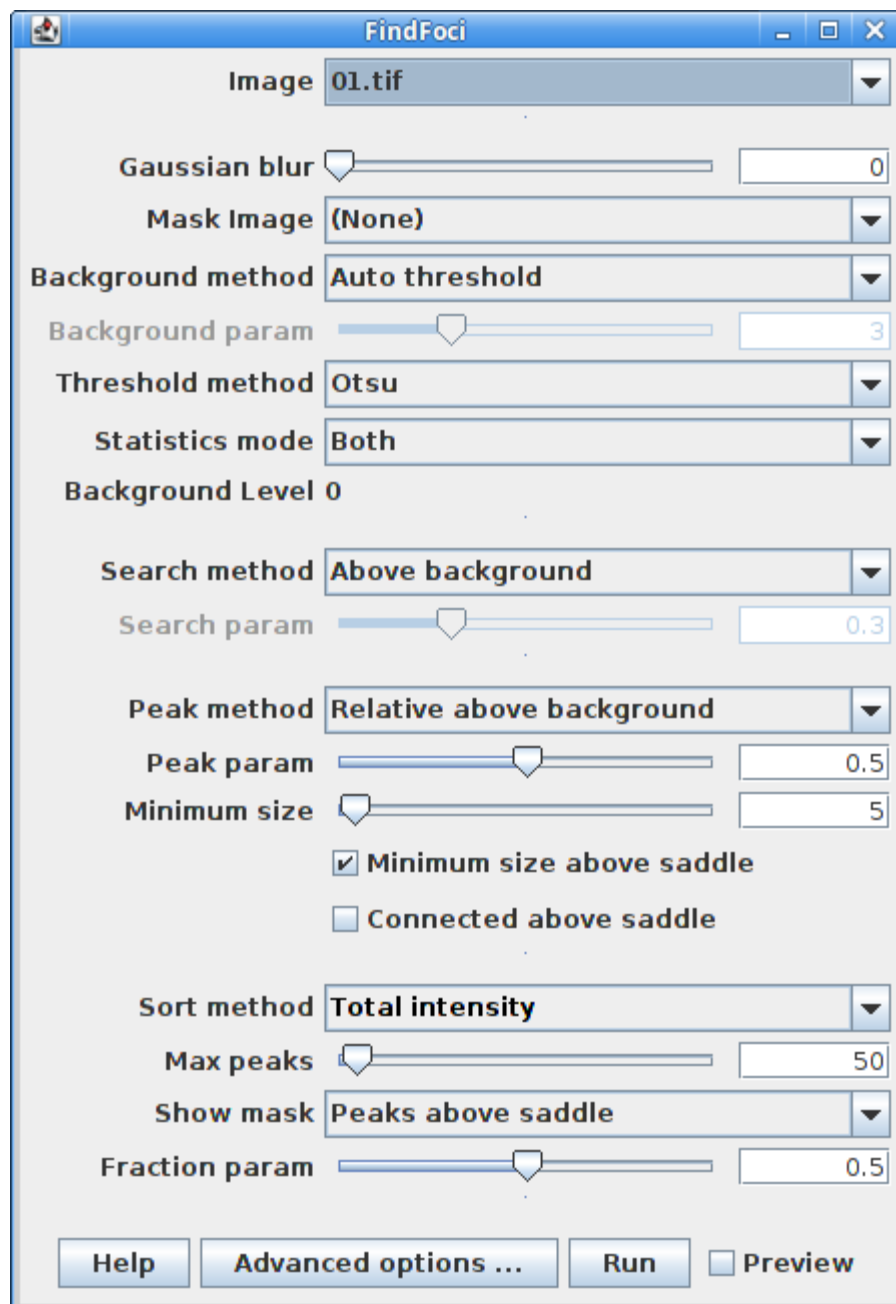 FindFoci
Image 01.tif
Gaussian blur 0
Mask Image (None)
Background method Auto threshold
Background param 3
Threshold method Otsu
Statistics mode Both
Background Level 0
Search method Above background
Search param 0.3
Peak method Relative above background
Peak param 0.5
Minimum size 5
Minimum size above saddle
Connected above saddle
Sort method Total intensity
Max peaks 50
Show mask Peaks above saddle
Fraction param 0.5
Help Advanced options ... Run Preview